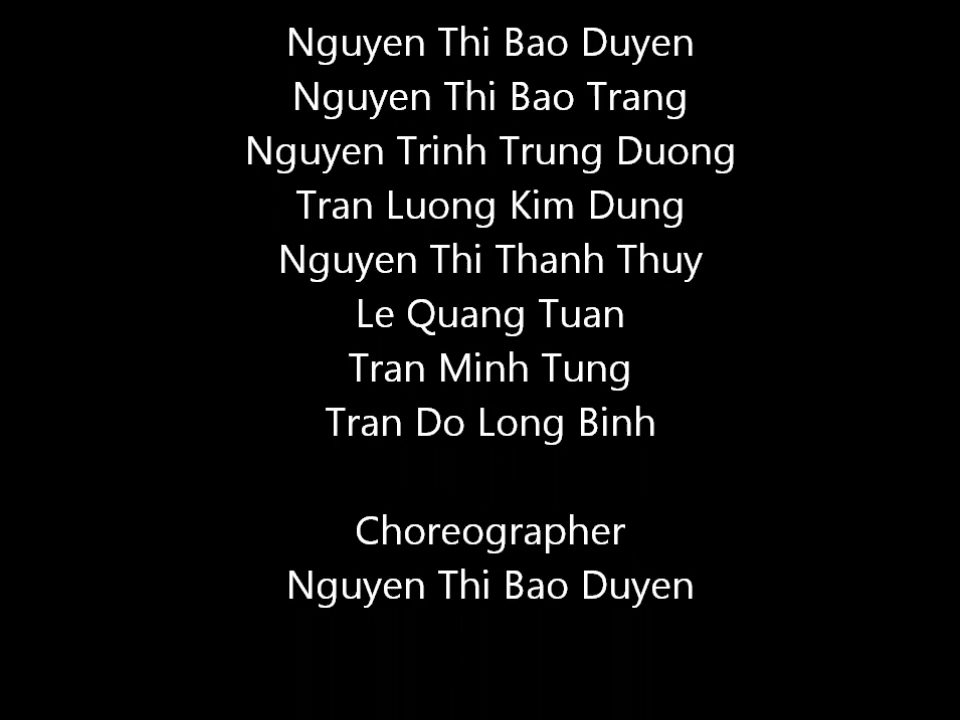 Nguyen Thi Bao Duyen
Nguyen Thi Bao Trang
Nguyen Trinh Trung Duong
Tran Luong Kim Dung
Nguyen Thi Thanh Thuy
Le Quang Tuan
Tran Minh Tung
Tran Do Long Binh
Choreographer
Nguyen Thi Bao Duyen